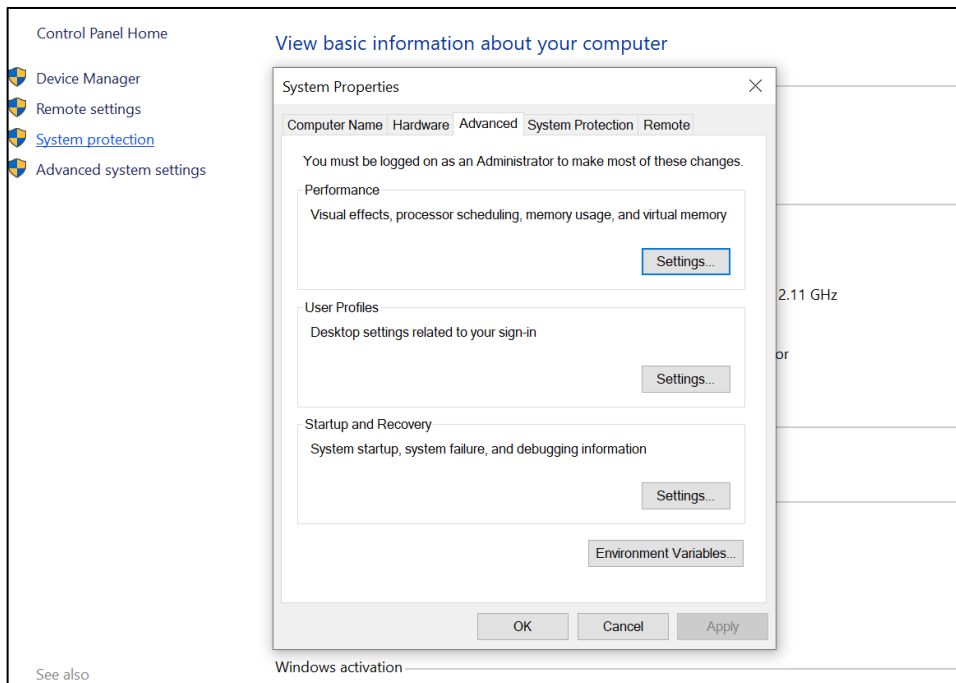 Control Panel Home
Device Manager
Remote settings
System protection
Advanced system settings
See also
View basic information about your computer
System Properties
Computer Name Hardware Advanced System Protection Remote
You must be logged on as an Administrator to make most of these changes.
Performance
Visual effects, processor scheduling, memory usage, and virtual memory
Settings...
User Profiles
Desktop settings related to your sign-in
Settings...
Startup and Recovery
System startup, system failure, and debugging information
Settings...
Environment Variables...
OK Cancel Apply
2.11 GHz
or
Windows activation